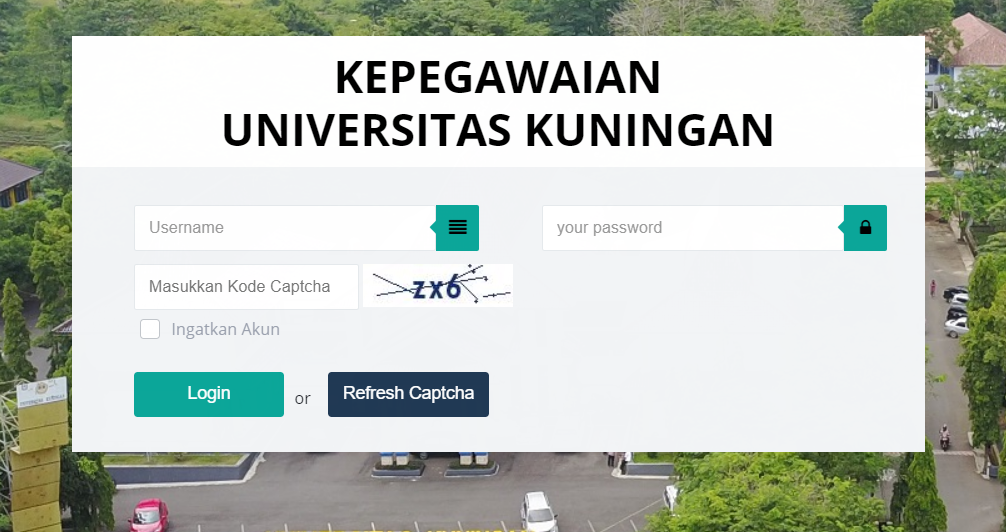 KEPEGAWAIAN
UNIVERSITAS KUNINGAN
Username
your password
Masukkan Kode Captcha
zx6
Ingatkan Akun
Login or Refresh Captcha